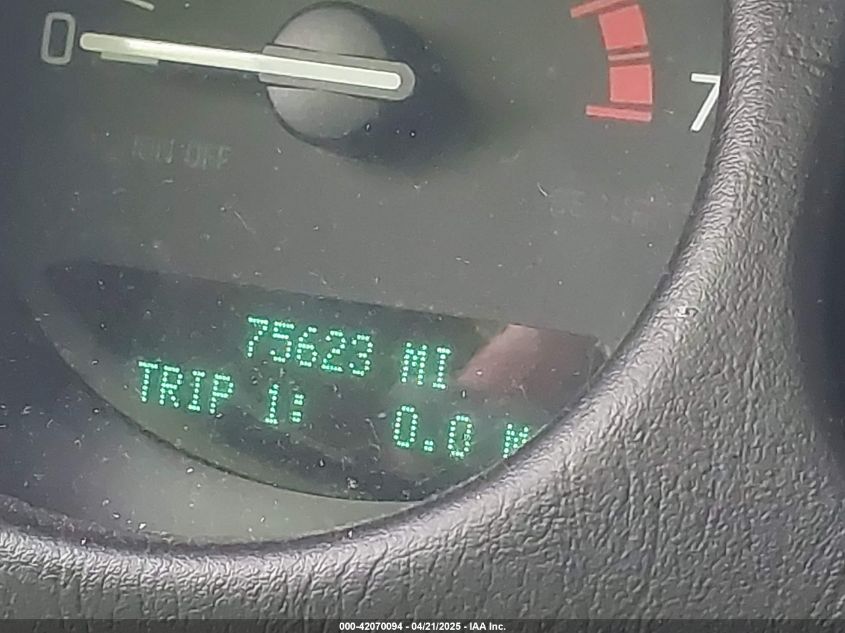 0
7
75623 MI
TRIP 1: 0.0 M
000-42070094 - 04/21/2025 - IAA Inc.